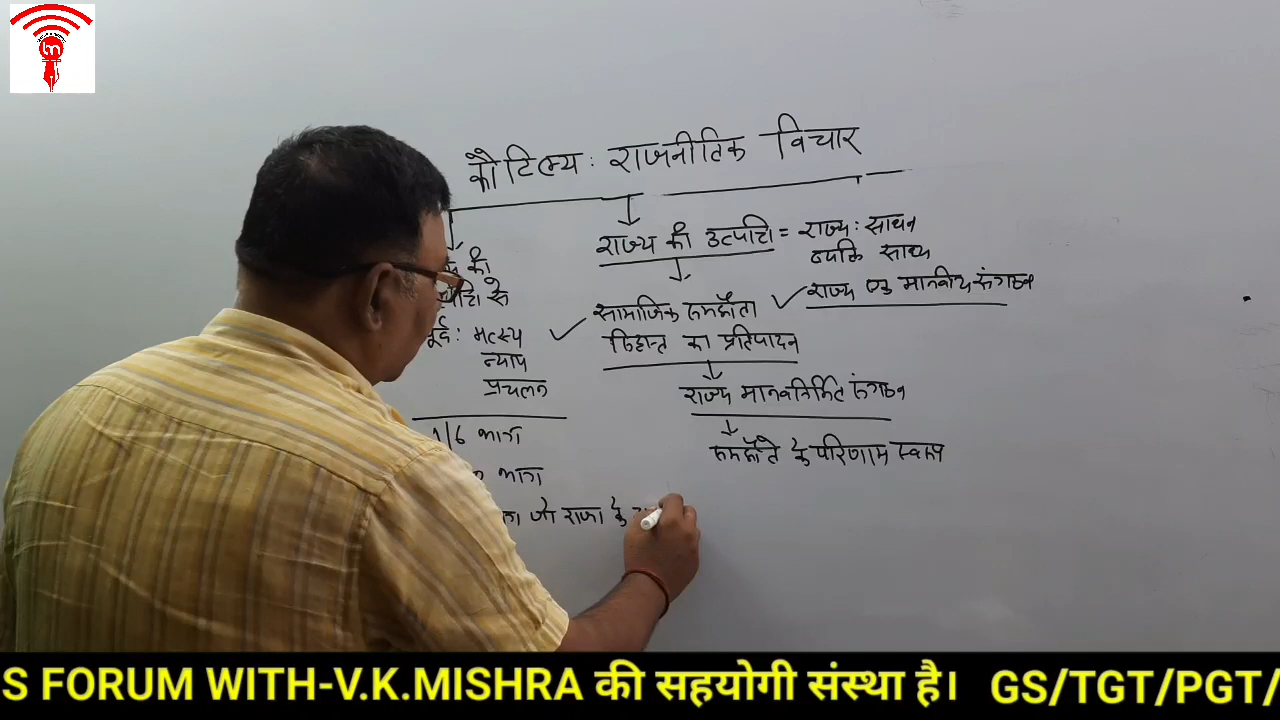 कौटिल्य : राजनीतिक विचार
राज्य की उत्पत्ति = राज्य : साधन
व्यक्ति साध्य
की
से
मत्स्य
न्याय
प्रचलन
सामाजिक समझौता
सिद्धान्त का प्रतिपादन
राज्य एक मानवीय संगठन
राज्य मानवनिर्मित संगठन
समझौते के परिणाम स्वरूप
1/6 भाग
भाग
जो राजा के
S FORUM WITH-V.K.MISHRA की सहयोगी संस्था है। GS/TGT/PGT/